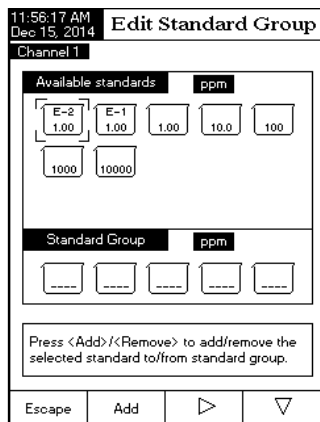 11:56:17 AM
Dec 15, 2014
Edit Standard Group
Channel 1
Available standards ppm
E-2 E-1
1.00 1.00 1.00 10.0 100
1000 10000
Standard Group ppm
---- ---- ---- ---- ----
Press <Add>/<Remove> to add/remove the
selected standard to/from standard group.
Escape Add